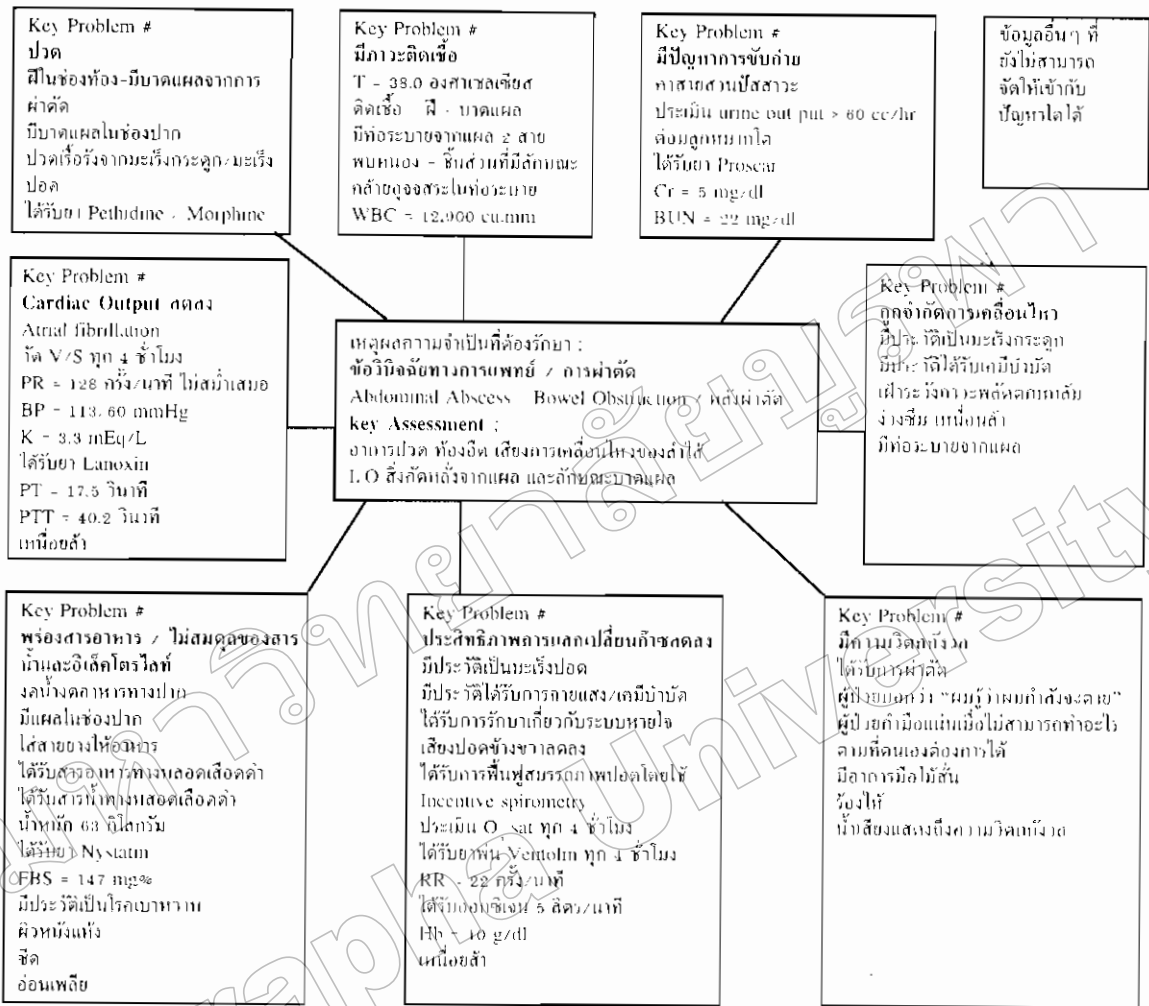 Key Problem #
ปวด
ฝีในช่องท้อง-มีบาดแผลจากการ
ผ่าตัด
มีบาดแผลในช่องปาก
ปวดเรื้อรังจากมะเร็งกระดูก/มะเร็ง
ปอด
ได้รับยา Pethidine - Morphine
Key Problem #
มีภาวะติดเชื้อ
T - 38.0 องศาเซลเซียส
ติดเชื้อ ฝี - บาดแผล
มีท่อระบายจากแผล 2 สาย
พบหนอง - ชิ้นส่วนที่มีลักษณะ
คล้ายอุจจสระในท่อระบาย
WBC = 12,900 cu.mm
Key Problem #
มีปัญหาการขับถ่าย
คาสายสวนปัสสาวะ
ประเมิน urine out put > 60 cc/hr
ต่อมลูกหมากโต
ได้รับยา Proscar
Cr = 5 mg/dl
BUN = 22 mg/dl
ข้อมูลอื่นๆ ที่
ยังไม่สามารถ
จัดให้เข้ากับ
ปัญหาใดได้
Key Problem #
Cardiac Output ลดลง
Atrial fibrillation
วัด V/S ทุก 4 ชั่วโมง
PR = 128 ครั้ง/นาที ไม่สม่ำเสมอ
BP = 113/60 mmHg
K = 3.3 mEq/L
ได้รับยา Lanoxin
PT - 17.5 วินาที
PTT = 40.2 วินาที
เหนื่อยล้า
เหตุผลความจำเป็นที่ต้องรักษา :
ข้อวินิจฉัยทางการแพทย์ / การผ่าตัด
Abdominal Abscess Bowel Obstruction / หลังผ่าตัด
key Assessment :
อาการปวด ท้องอืด เสียงการเคลื่อนไหวของลำไส้
I/O สิ่งคัดหลั่งจากแผล และลักษณะบาดแผล
Key Problem #
ถูกจำกัดการเคลื่อนไหว
มีประวัติเป็นมะเร็งกระดูก
มีประวัติได้รับเคมีบำบัด
เฝ้าระวังภาวะพลัดตกหกล้ม
ง่วงซึม เหนื่อยล้า
มีท่อระบายจากแผล
Key Problem #
พร่องสารอาหาร / ไม่สมดุลของสาร
น้ำและอิเล็คโตรไลท์
งดน้ำงดอาหารทางปาก
มีแผลในช่องปาก
ใส่สายยางให้อาหาร
ได้รับสารอาหารทางหลอดเลือดดำ
ได้รับสารน้ำทางหลอดเลือดดำ
น้ำหนัก 63 กิโลกรัม
ได้รับยา Nystatin
FBS = 147 mg%
มีประวัติเป็นโรคเบาหวาน
ผิวหนังแห้ง
ซีด
อ่อนเพลีย
Key Problem #
ประสิทธิภาพการแลกเปลี่ยนก๊าซลดลง
มีประวัติเป็นมะเร็งปอด
มีประวัติได้รับการฉายแสง/เคมีบำบัด
ได้รับการรักษาเกี่ยวกับระบบหายใจ
เสียงปอดข้างขวาลดลง
ได้รับการฟื้นฟูสมรรถภาพปอดโดยใช้
Incentive spirometry
ประเมิน O sat ทุก 4 ชั่วโมง
ได้รับยาพ่น Ventolin ทุก 4 ชั่วโมง
RR - 22 ครั้ง/นาที
ได้รับออกซิเจน 5 ลิตร/นาที
Hb = 10 g/dl
เหนื่อยล้า
Key Problem #
มีความวิตกกังวล
ได้รับการผ่าตัด
ผู้ป่วยบอกว่า "ผมรู้ว่าผมกำลังจะตาย"
ผู้ป่วยกำมือแน่นเมื่อไม่สามารถทำอะไร
ตามที่ตนเองต้องการได้
มีอาการมือไม้สั่น
ร้องไห้
น้ำเสียงแสดงถึงความวิตกกังวล
มหาวิทยาลัยบูรพา
Burapha University